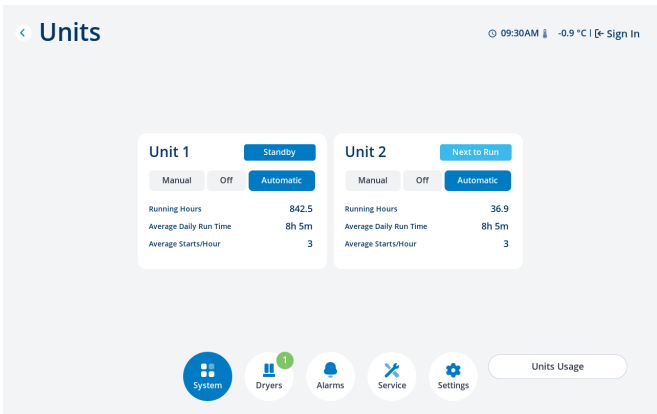 Units
09:30AM -0.9 °C | Sign In
Unit 1 Standby
Manual Off Automatic
Running Hours 842.5
Average Daily Run Time 8h 5m
Average Starts/Hour 3
Unit 2 Next to Run
Manual Off Automatic
Running Hours 36.9
Average Daily Run Time 8h 5m
Average Starts/Hour 3
System
1
Dryers
Alarms
Service
Settings
Units Usage